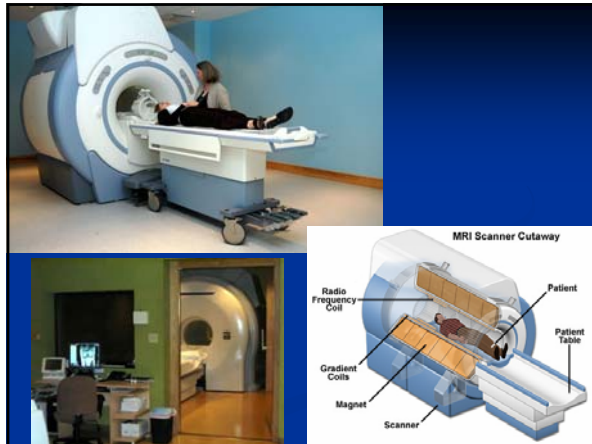 MRI Scanner Cutaway
Radio
Frequency
Coil
Patient
Patient
Table
Gradient
Coils
Magnet
Scanner